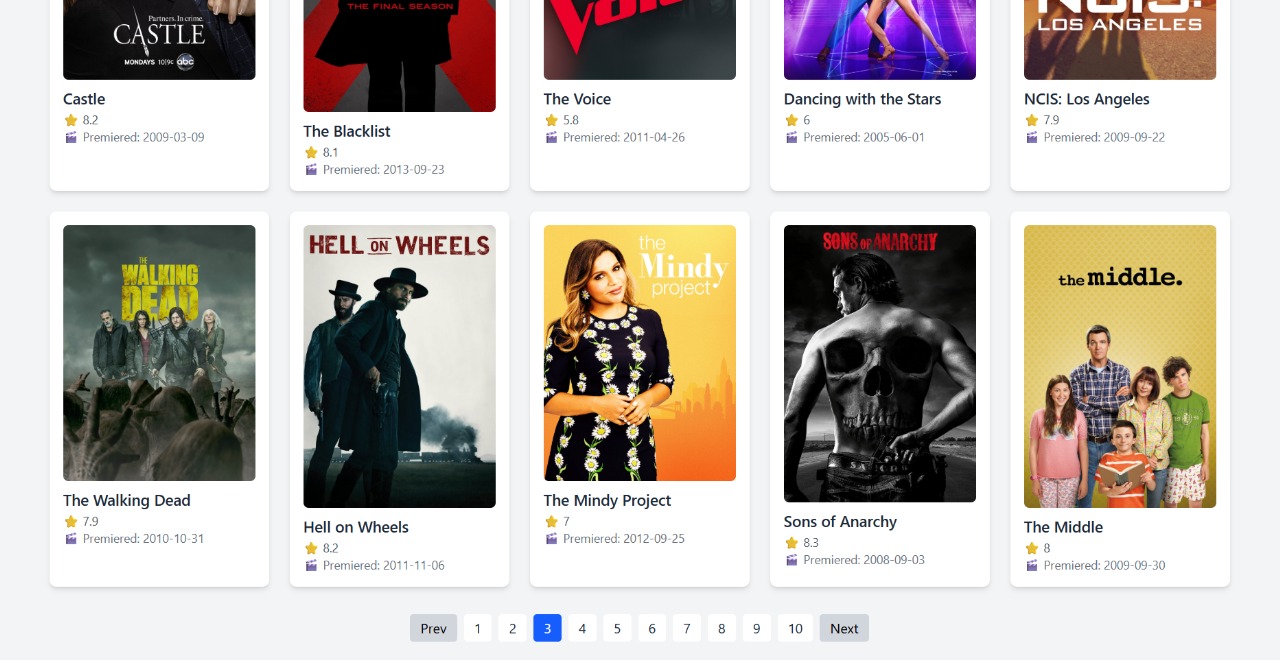 Partners. In crime.
CASTLE
MONDAYS 10|9c abc
Castle
8.2
Premiered: 2009-03-09
THE FINAL SEASON
The Blacklist
8.1
Premiered: 2013-09-23
Voice
The Voice
5.8
Premiered: 2011-04-26
Dancing with the Stars
6
Premiered: 2005-06-01
NCIS:
LOS ANGELES
NCIS: Los Angeles
7.9
Premiered: 2009-09-22
THE
WALKING
DEAD
The Walking Dead
7.9
Premiered: 2010-10-31
HELL ON WHEELS
Hell on Wheels
8.2
Premiered: 2011-11-06
the
Mindy
project
The Mindy Project
7
Premiered: 2012-09-25
SONS OF ANARCHY
Sons of Anarchy
8.3
Premiered: 2008-09-03
the middle.
The Middle
8
Premiered: 2009-09-30
Prev 1 2 3 4 5 6 7 8 9 10 Next